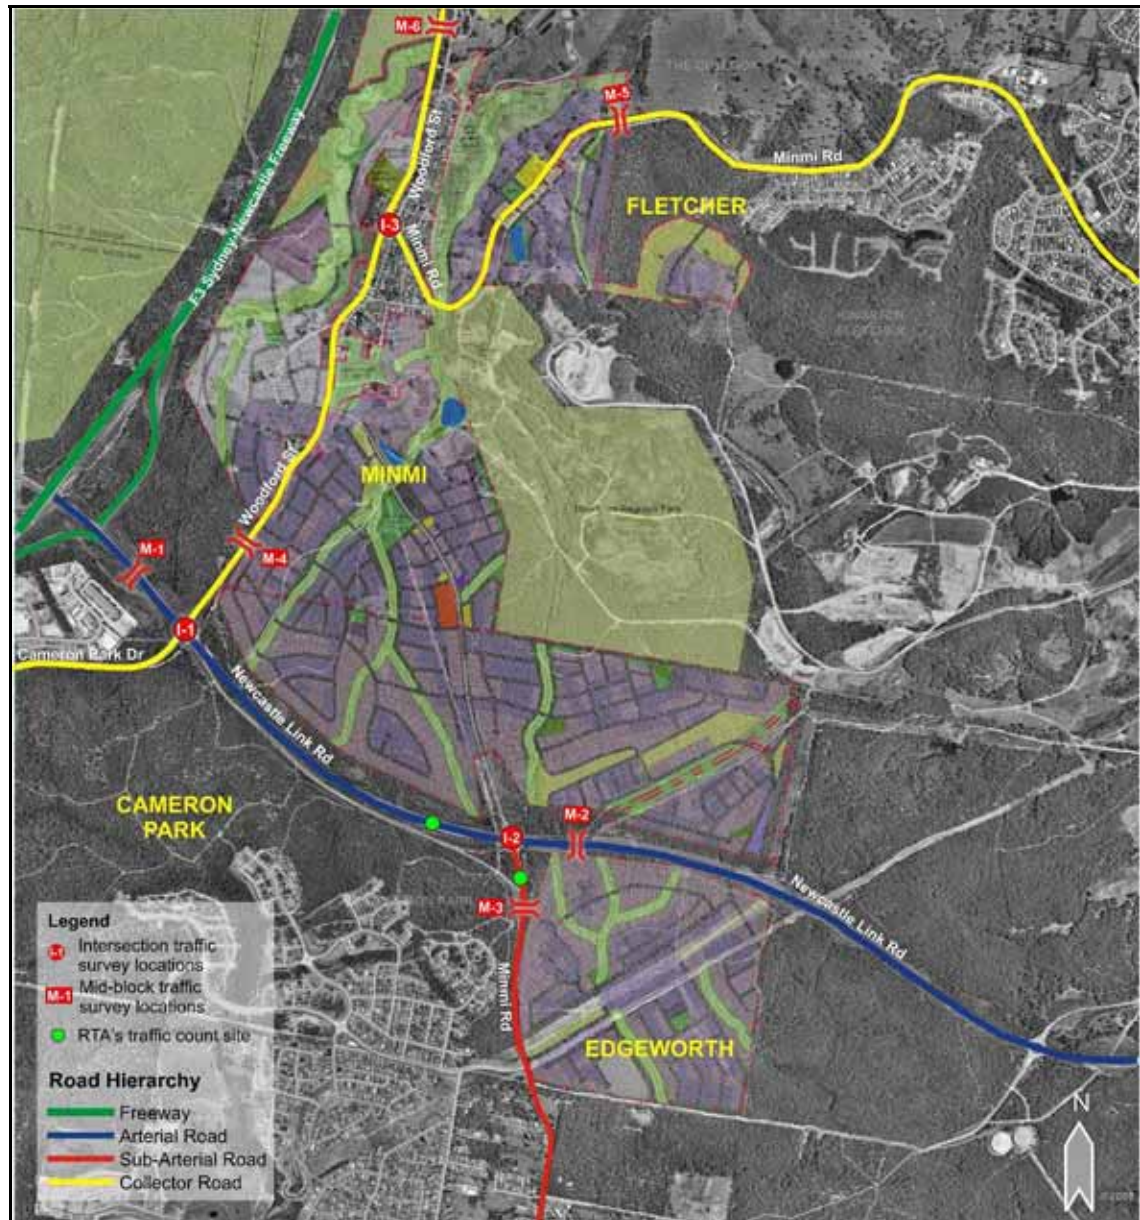 M-6
M-5
Woodford St
Minmi Rd
F3 Sydney-Newcastle Freeway
FLETCHER
I-3
Minmi Rd
MINMI
Woodford St
M-1
M-4
I-1
Cameron Park Dr
Newcastle Link Rd
CAMERON
PARK
M-2
I-2
M-3
Newcastle Link Rd
Minmi Rd
EDGEWORTH
Legend
I-1 Intersection traffic
survey locations
M-1 Mid-block traffic
survey locations
RTA's traffic count site
Road Hierarchy
Freeway
Arterial Road
Sub-Arterial Road
Collector Road
N